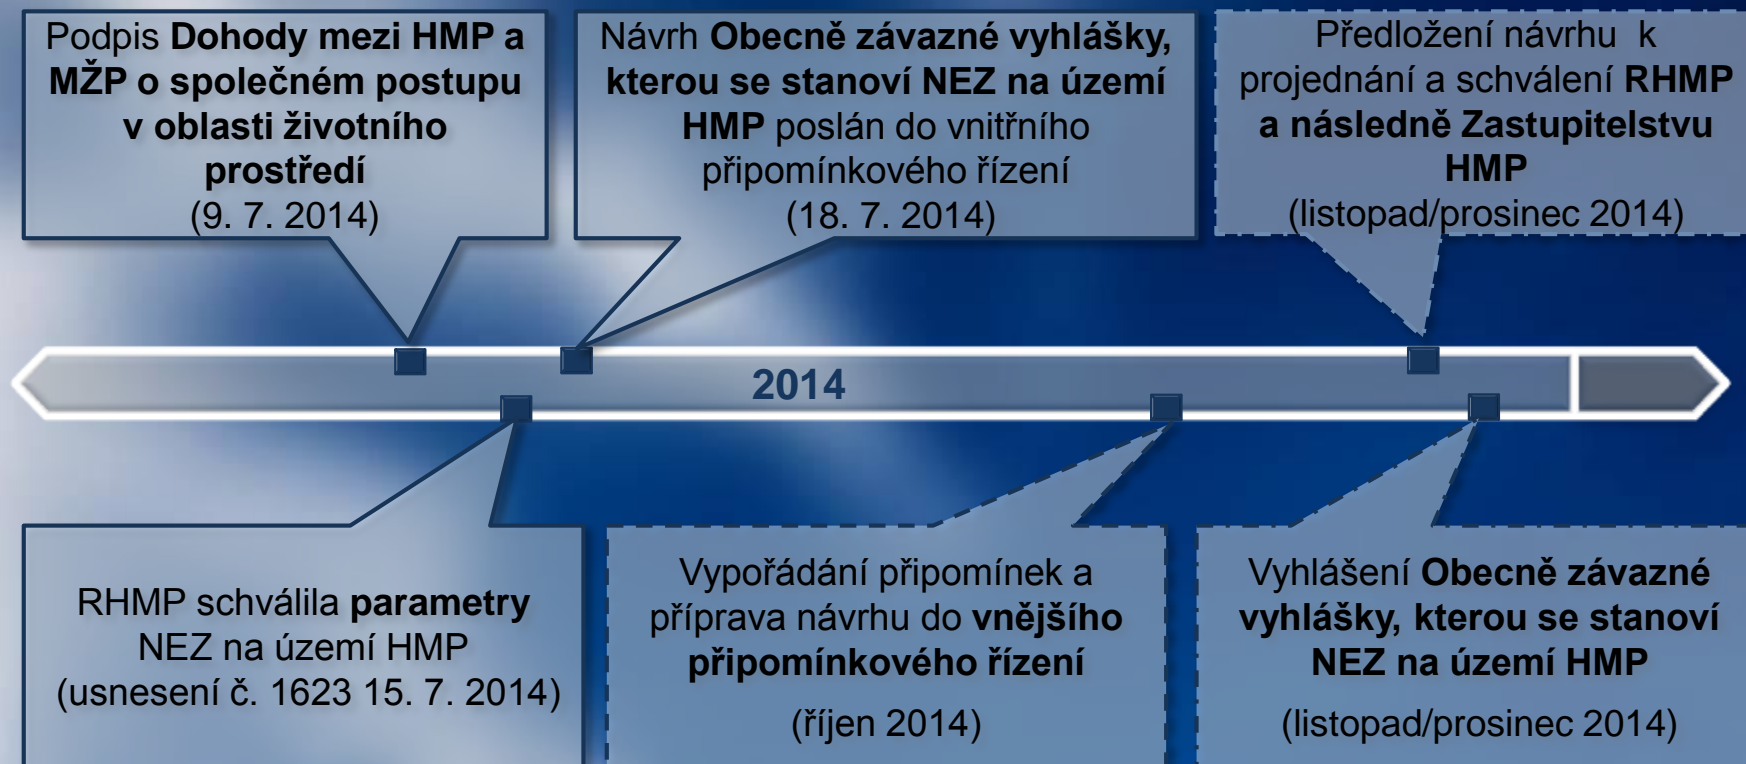 Podpis Dohody mezi HMP a
MŽP o společném postupu
v oblasti životního
prostředí
(9. 7. 2014)
Návrh Obecně závazné vyhlášky,
kterou se stanoví NEZ na území
HMP poslán do vnitřního
připomínkového řízení
(18. 7. 2014)
Předložení návrhu k
projednání a schválení RHMP
a následně Zastupitelstvu
HMP
(listopad/prosinec 2014)
2014
RHMP schválila parametry
NEZ na území HMP
(usnesení č. 1623 15. 7. 2014)
Vypořádání připomínek a
příprava návrhu do vnějšího
připomínkového řízení
(říjen 2014)
Vyhlášení Obecně závazné
vyhlášky, kterou se stanoví
NEZ na území HMP
(listopad/prosinec 2014)